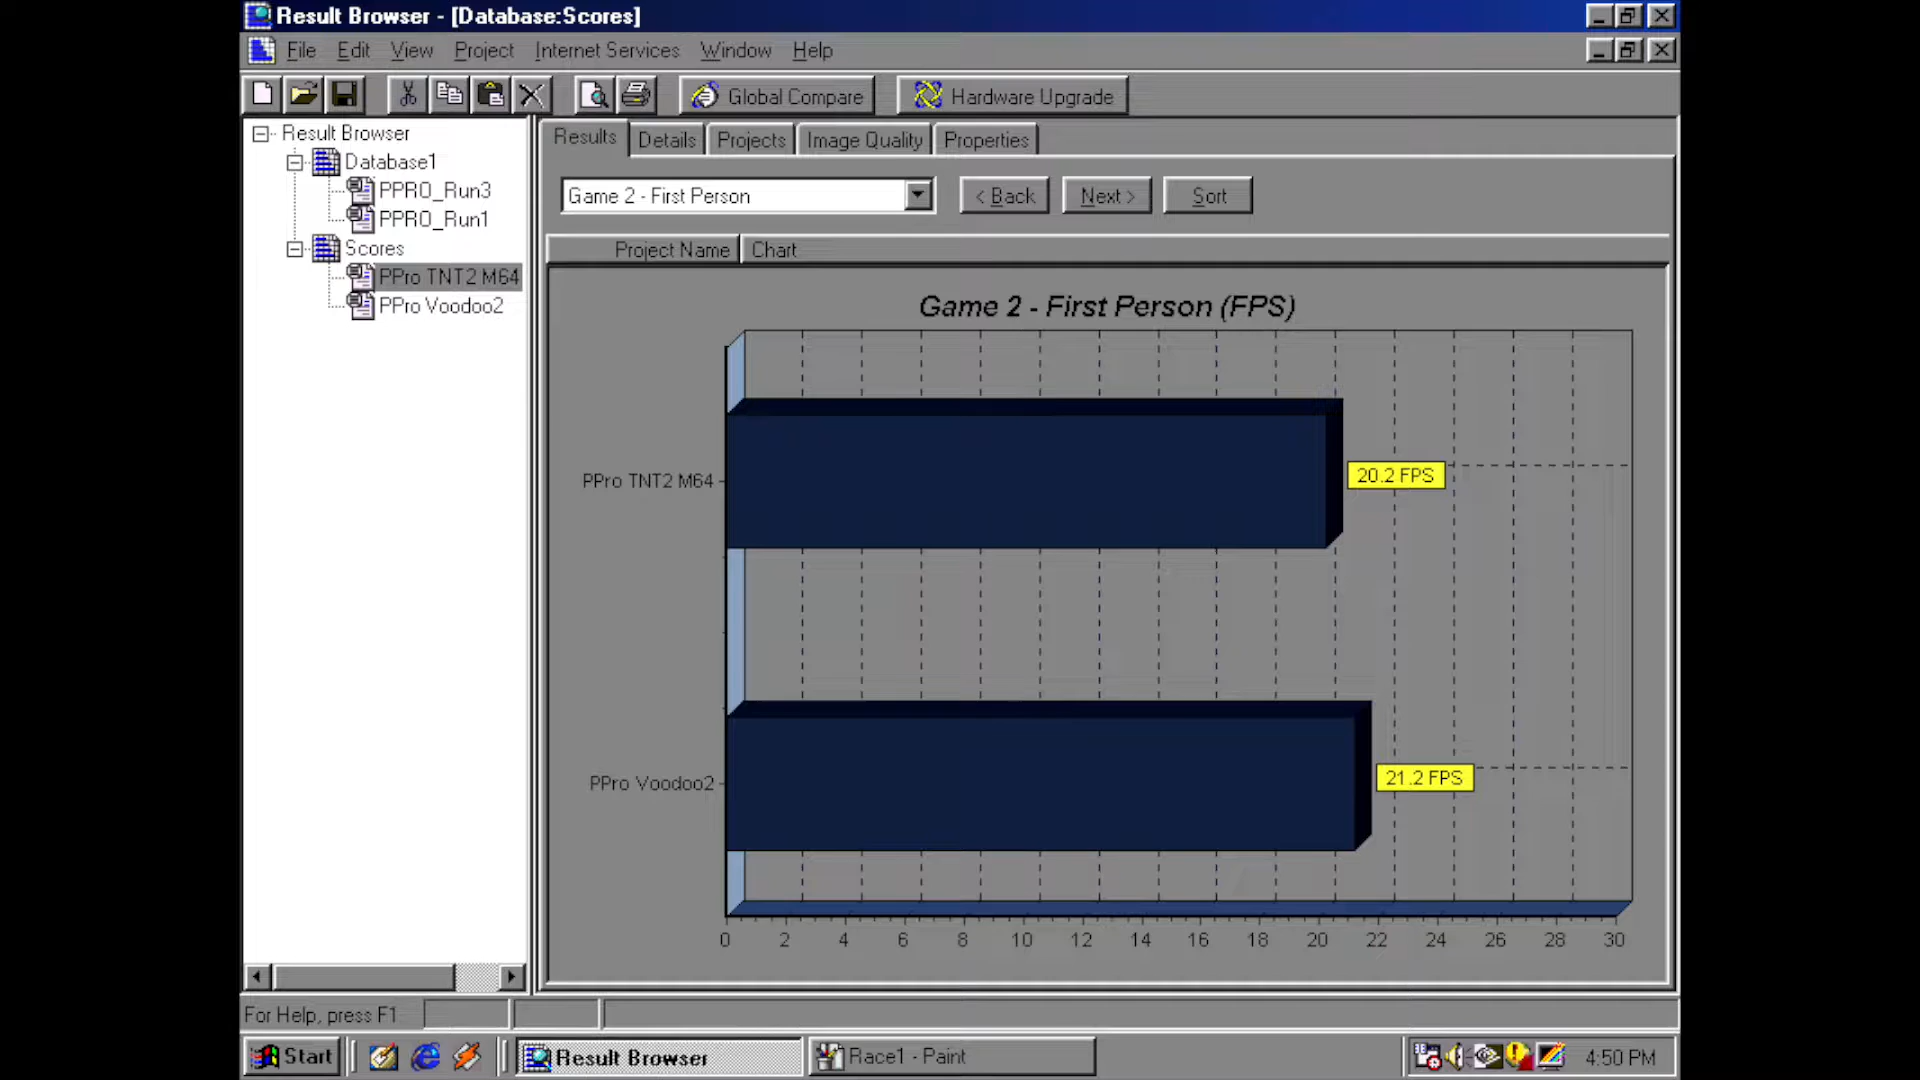 Result Browser - [Database:Scores]
File Edit View Project Internet Services Window Help
Global Compare Hardware Upgrade
Result Browser
Database1
PPRO_Run3
PPRO_Run1
Scores
PPro TNT2 M64
PPro Voodoo2
Results Details Projects Image Quality Properties
Game 2 - First Person < Back Next > Sort
Project Name Chart
Game 2 - First Person (FPS)
PPro TNT2 M64 20.2 FPS
PPro Voodoo2 21.2 FPS
0 2 4 6 8 10 12 14 16 18 20 22 24 26 28 30
For Help, press F1
Start Result Browser Race1 - Paint 4:50 PM